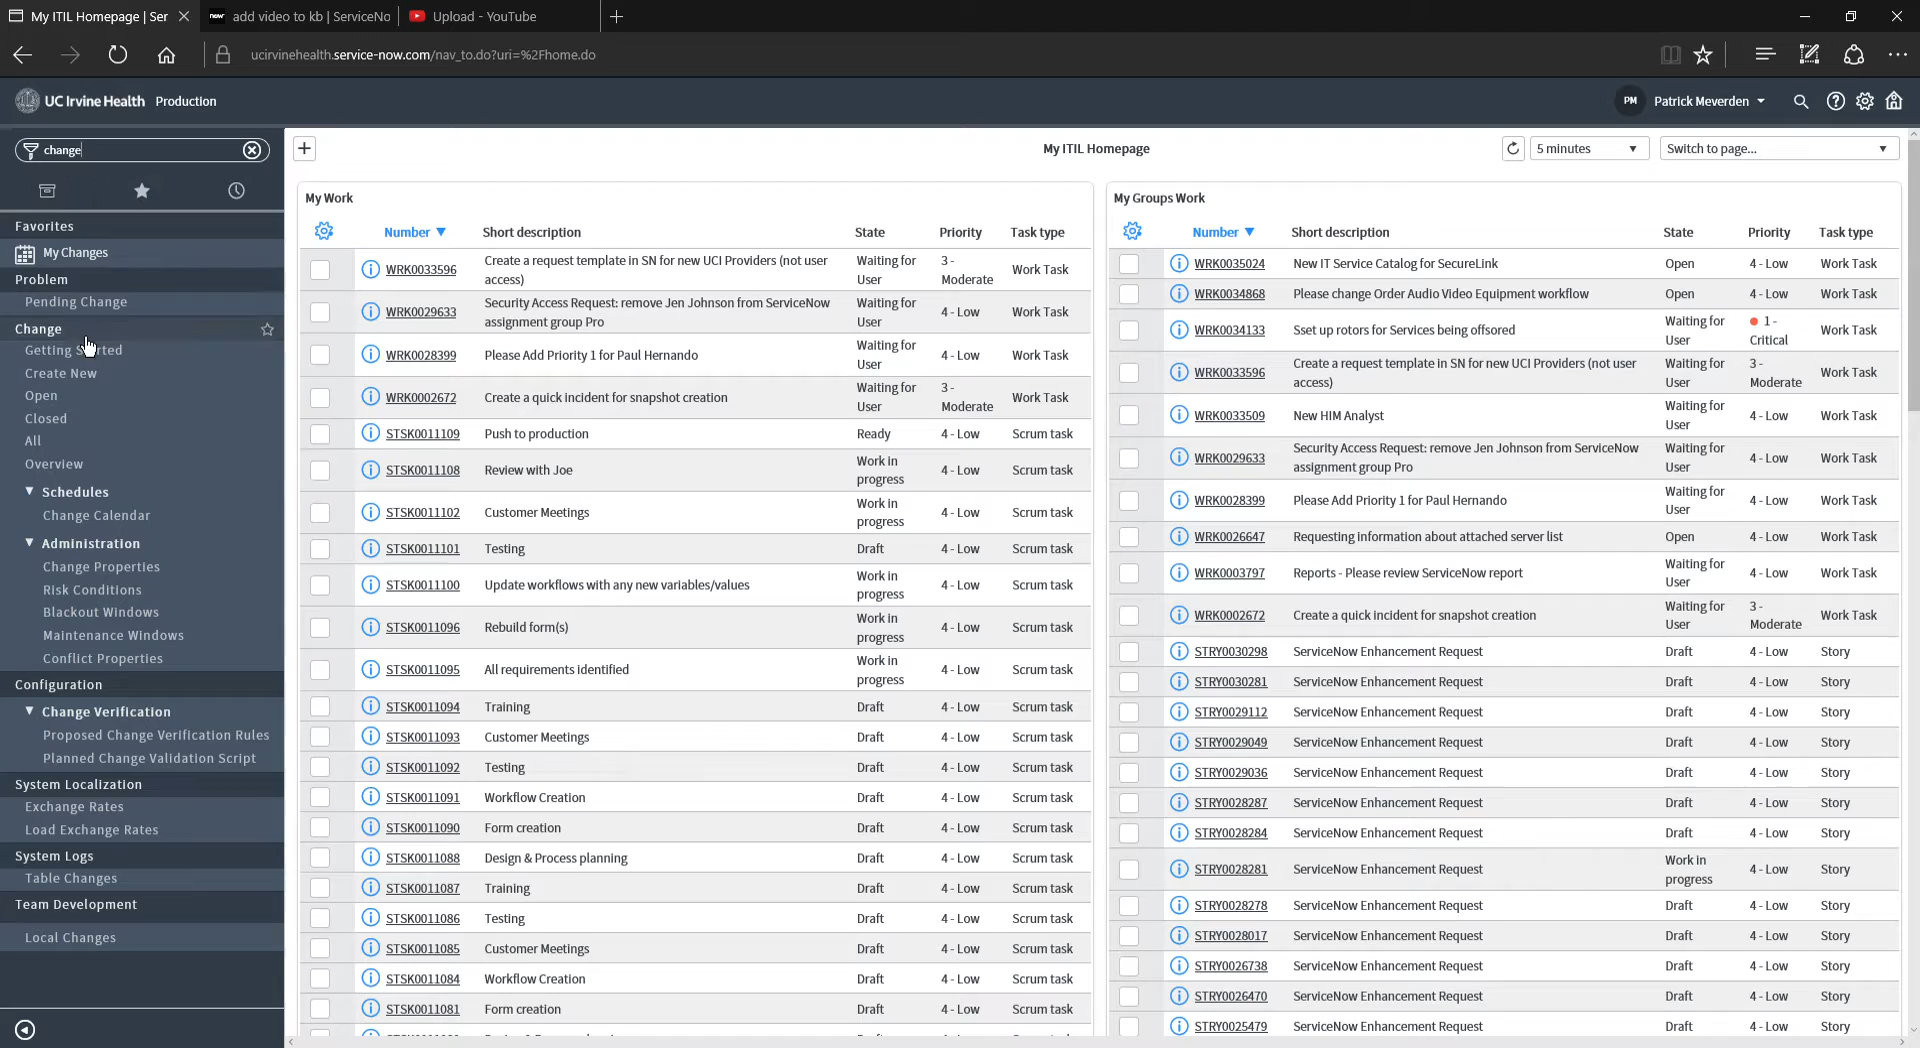 My ITIL Homepage | Ser
add video to kb | ServiceNo
Upload - YouTube
ucirvinehealth.service-now.com/nav_to.do?uri=%2Fhome.do
UC Irvine Health Production
PM Patrick Meverden
change
My ITIL Homepage
5 minutes
Switch to page...
Favorites
My Changes
Problem
Pending Change
Change
Getting Started
Create New
Open
Closed
All
Overview
Schedules
Change Calendar
Administration
Change Properties
Risk Conditions
Blackout Windows
Maintenance Windows
Conflict Properties
Configuration
Change Verification
Proposed Change Verification Rules
Planned Change Validation Script
System Localization
Exchange Rates
Load Exchange Rates
System Logs
Table Changes
Team Development
Local Changes
My Work
Number Short description State Priority Task type
WRK0033596 Create a request template in SN for new UCI Providers (not user access) Waiting for User 3 - Moderate Work Task
WRK0029633 Security Access Request: remove Jen Johnson from ServiceNow assignment group Pro Waiting for User 4 - Low Work Task
WRK0028399 Please Add Priority 1 for Paul Hernando Waiting for User 4 - Low Work Task
WRK0002672 Create a quick incident for snapshot creation Waiting for User 3 - Moderate Work Task
STSK0011109 Push to production Ready 4 - Low Scrum task
STSK0011108 Review with Joe Work in progress 4 - Low Scrum task
STSK0011102 Customer Meetings Work in progress 4 - Low Scrum task
STSK0011101 Testing Draft 4 - Low Scrum task
STSK0011100 Update workflows with any new variables/values Work in progress 4 - Low Scrum task
STSK0011096 Rebuild form(s) Work in progress 4 - Low Scrum task
STSK0011095 All requirements identified Work in progress 4 - Low Scrum task
STSK0011094 Training Draft 4 - Low Scrum task
STSK0011093 Customer Meetings Draft 4 - Low Scrum task
STSK0011092 Testing Draft 4 - Low Scrum task
STSK0011091 Workflow Creation Draft 4 - Low Scrum task
STSK0011090 Form creation Draft 4 - Low Scrum task
STSK0011088 Design & Process planning Draft 4 - Low Scrum task
STSK0011087 Training Draft 4 - Low Scrum task
STSK0011086 Testing Draft 4 - Low Scrum task
STSK0011085 Customer Meetings Draft 4 - Low Scrum task
STSK0011084 Workflow Creation Draft 4 - Low Scrum task
STSK0011081 Form creation Draft 4 - Low Scrum task
My Groups Work
Number Short description State Priority Task type
WRK0035024 New IT Service Catalog for SecureLink Open 4 - Low Work Task
WRK0034868 Please change Order Audio Video Equipment workflow Open 4 - Low Work Task
WRK0034133 Sset up rotors for Services being offsored Waiting for User 1 - Critical Work Task
WRK0033596 Create a request template in SN for new UCI Providers (not user access) Waiting for User 3 - Moderate Work Task
WRK0033509 New HIM Analyst Waiting for User 4 - Low Work Task
WRK0029633 Security Access Request: remove Jen Johnson from ServiceNow assignment group Pro Waiting for User 4 - Low Work Task
WRK0028399 Please Add Priority 1 for Paul Hernando Waiting for User 4 - Low Work Task
WRK0026647 Requesting information about attached server list Open 4 - Low Work Task
WRK0003797 Reports - Please review ServiceNow report Waiting for User 4 - Low Work Task
WRK0002672 Create a quick incident for snapshot creation Waiting for User 3 - Moderate Work Task
STRY0030298 ServiceNow Enhancement Request Draft 4 - Low Story
STRY0030281 ServiceNow Enhancement Request Draft 4 - Low Story
STRY0029112 ServiceNow Enhancement Request Draft 4 - Low Story
STRY0029049 ServiceNow Enhancement Request Draft 4 - Low Story
STRY0029036 ServiceNow Enhancement Request Draft 4 - Low Story
STRY0028287 ServiceNow Enhancement Request Draft 4 - Low Story
STRY0028284 ServiceNow Enhancement Request Draft 4 - Low Story
STRY0028281 ServiceNow Enhancement Request Work in progress 4 - Low Story
STRY0028278 ServiceNow Enhancement Request Draft 4 - Low Story
STRY0028017 ServiceNow Enhancement Request Draft 4 - Low Story
STRY0026738 ServiceNow Enhancement Request Draft 4 - Low Story
STRY0026470 ServiceNow Enhancement Request Draft 4 - Low Story
STRY0025479 ServiceNow Enhancement Request Draft 4 - Low Story